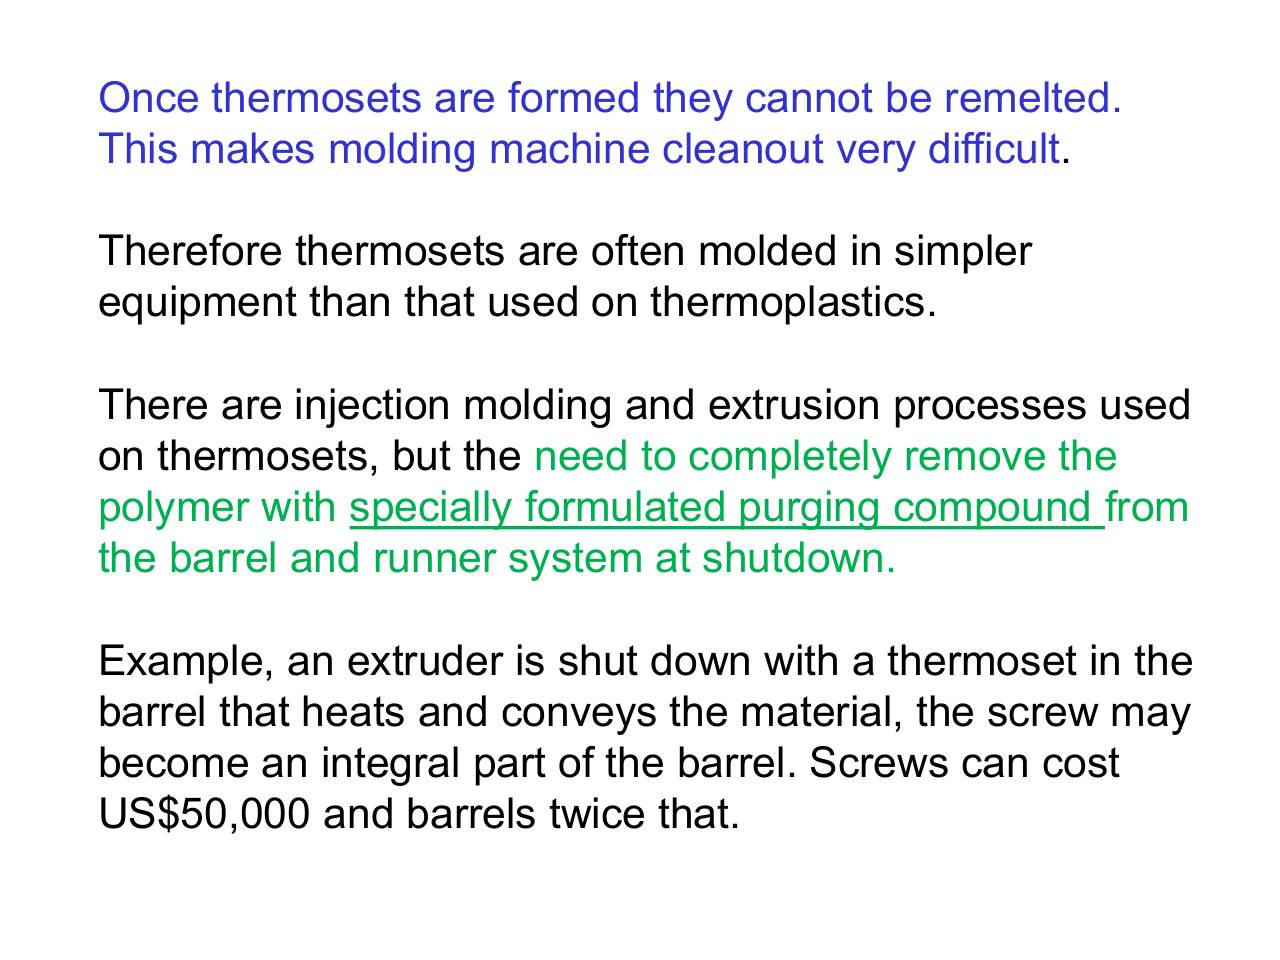 Once thermosets are formed they cannot be remelted.
This makes molding machine cleanout very difficult.
Therefore thermosets are often molded in simpler
equipment than that used on thermoplastics.
There are injection molding and extrusion processes used
on thermosets, but the need to completely remove the
polymer with specially formulated purging compound from
the barrel and runner system at shutdown.
Example, an extruder is shut down with a thermoset in the
barrel that heats and conveys the material, the screw may
become an integral part of the barrel. Screws can cost
US$50,000 and barrels twice that.